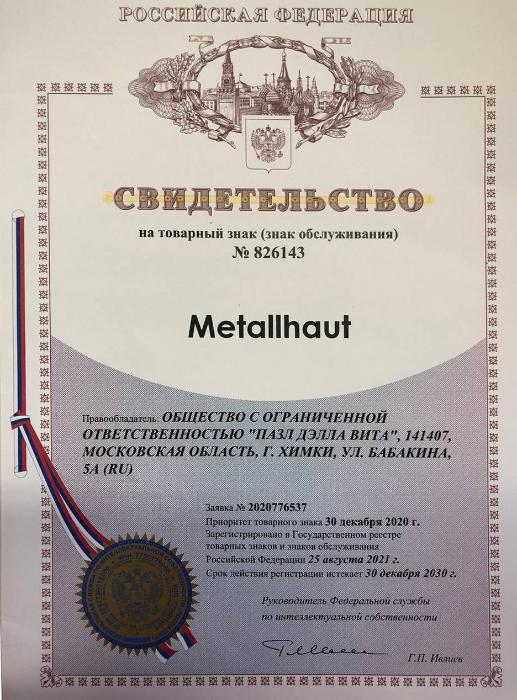 РОССИЙСКАЯ ФЕДЕРАЦИЯ
СВИДЕТЕЛЬСТВО
на товарный знак (знак обслуживания)
№ 826143
Metallhaut
Правообладатель: ОБЩЕСТВО С ОГРАНИЧЕННОЙ
ОТВЕТСТВЕННОСТЬЮ "ПАЗЛ ДЭЛЛА ВИТА", 141407,
МОСКОВСКАЯ ОБЛАСТЬ, Г. ХИМКИ, УЛ. БАБАКИНА,
5А (RU)
Заявка № 2020776537
Приоритет товарного знака 30 декабря 2020 г.
Зарегистрировано в Государственном реестре
товарных знаков и знаков обслуживания
Российской Федерации 25 августа 2021 г.
Срок действия регистрации истекает 30 декабря 2030 г.
Руководитель Федеральной службы
по интеллектуальной собственности
Г.П. Ивлиев